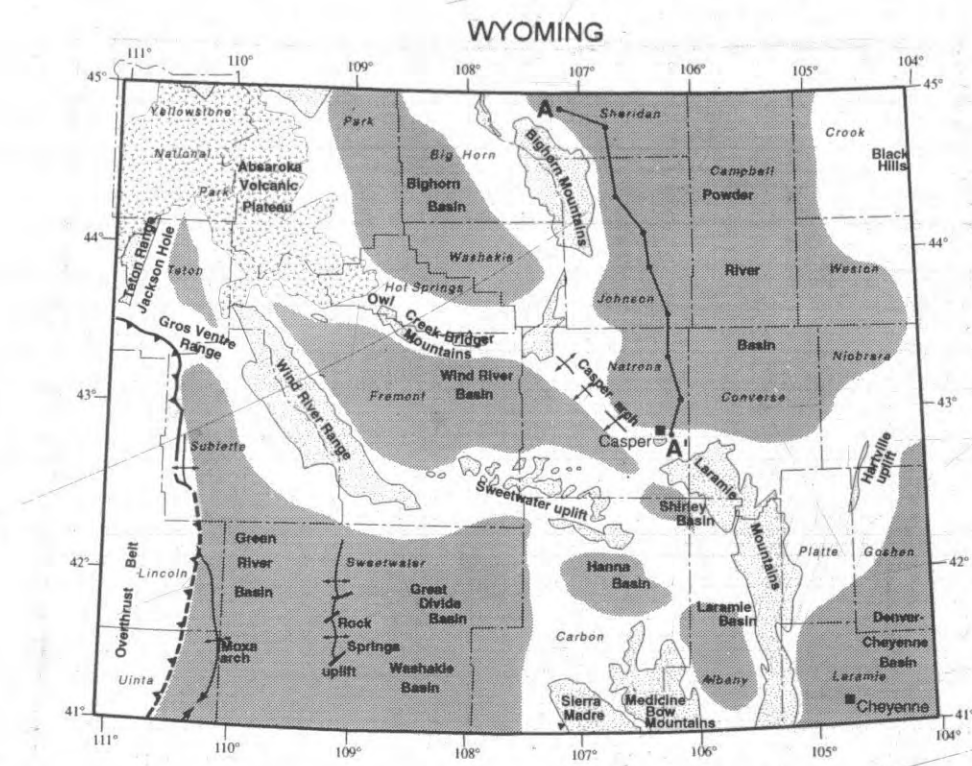 WYOMING
111°
110°
109°
108°
107°
106°
105°
104°
45°
45°
A
Yellowstone
National
Park
Absaroka
Volcanic
Plateau
Park
Big Horn
Bighorn
Basin
Bighorn Mountains
Sheridan
Campbell
Powder
Crook
Black
Hills
44°
44°
Teton Range
Jackson Hole
Teton
Washakie
Hot Springs
Owl
Creek-Bridger
Mountains
River
Johnson
Weston
Gros Ventre
Range
Wind River
Basin
Fremont
Wind River Range
Natrona
Basin
Niobrara
Converse
43°
43°
Casper arch
Casper
A'
Sublette
Sweetwater uplift
Shirley
Basin
Laramie
Mountains
Hartville
uplift
42°
42°
Overthrust Belt
Lincoln
Green
River
Basin
Sweetwater
Great
Divide
Basin
Hanna
Basin
Platte
Goshen
Moxa
arch
Rock
Springs
uplift
Washakie
Basin
Carbon
Laramie
Basin
Denver-
Cheyenne
Basin
Uinta
Albany
Laramie
Sierra
Madre
Medicine
Bow
Mountains
Cheyenne
41°
41°
111°
110°
109°
108°
107°
106°
105°
104°